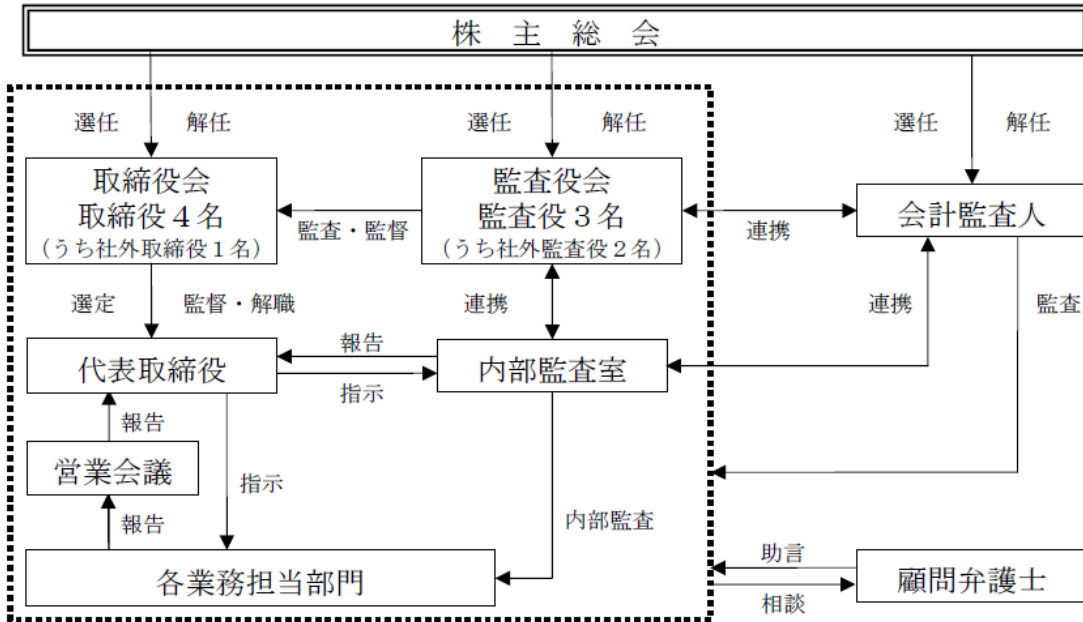 株主総会
選任
解任
選任
解任
選任
解任
取締役会
取締役4名
(うち社外取締役1名)
監査・監督
監査役会
監査役3名
(うち社外監査役2名)
連携
会計監査人
選定
監督・解職
連携
連携
監査
代表取締役
報告
指示
内部監査室
報告
営業会議
指示
報告
内部監査
各業務担当部門
助言
相談
顧問弁護士